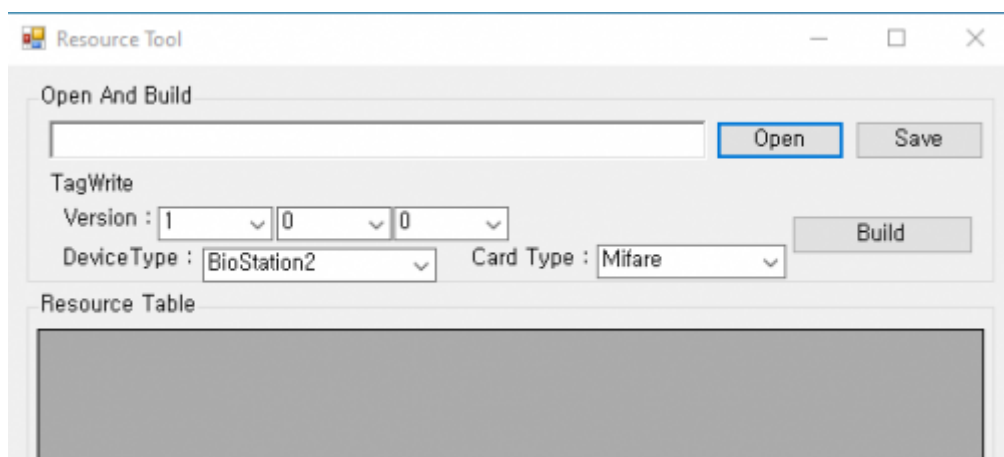 Resource Tool
Open And Build
Open Save
TagWrite
Version : 1 0 0
Build
DeviceType : BioStation2 Card Type : Mifare
Resource Table